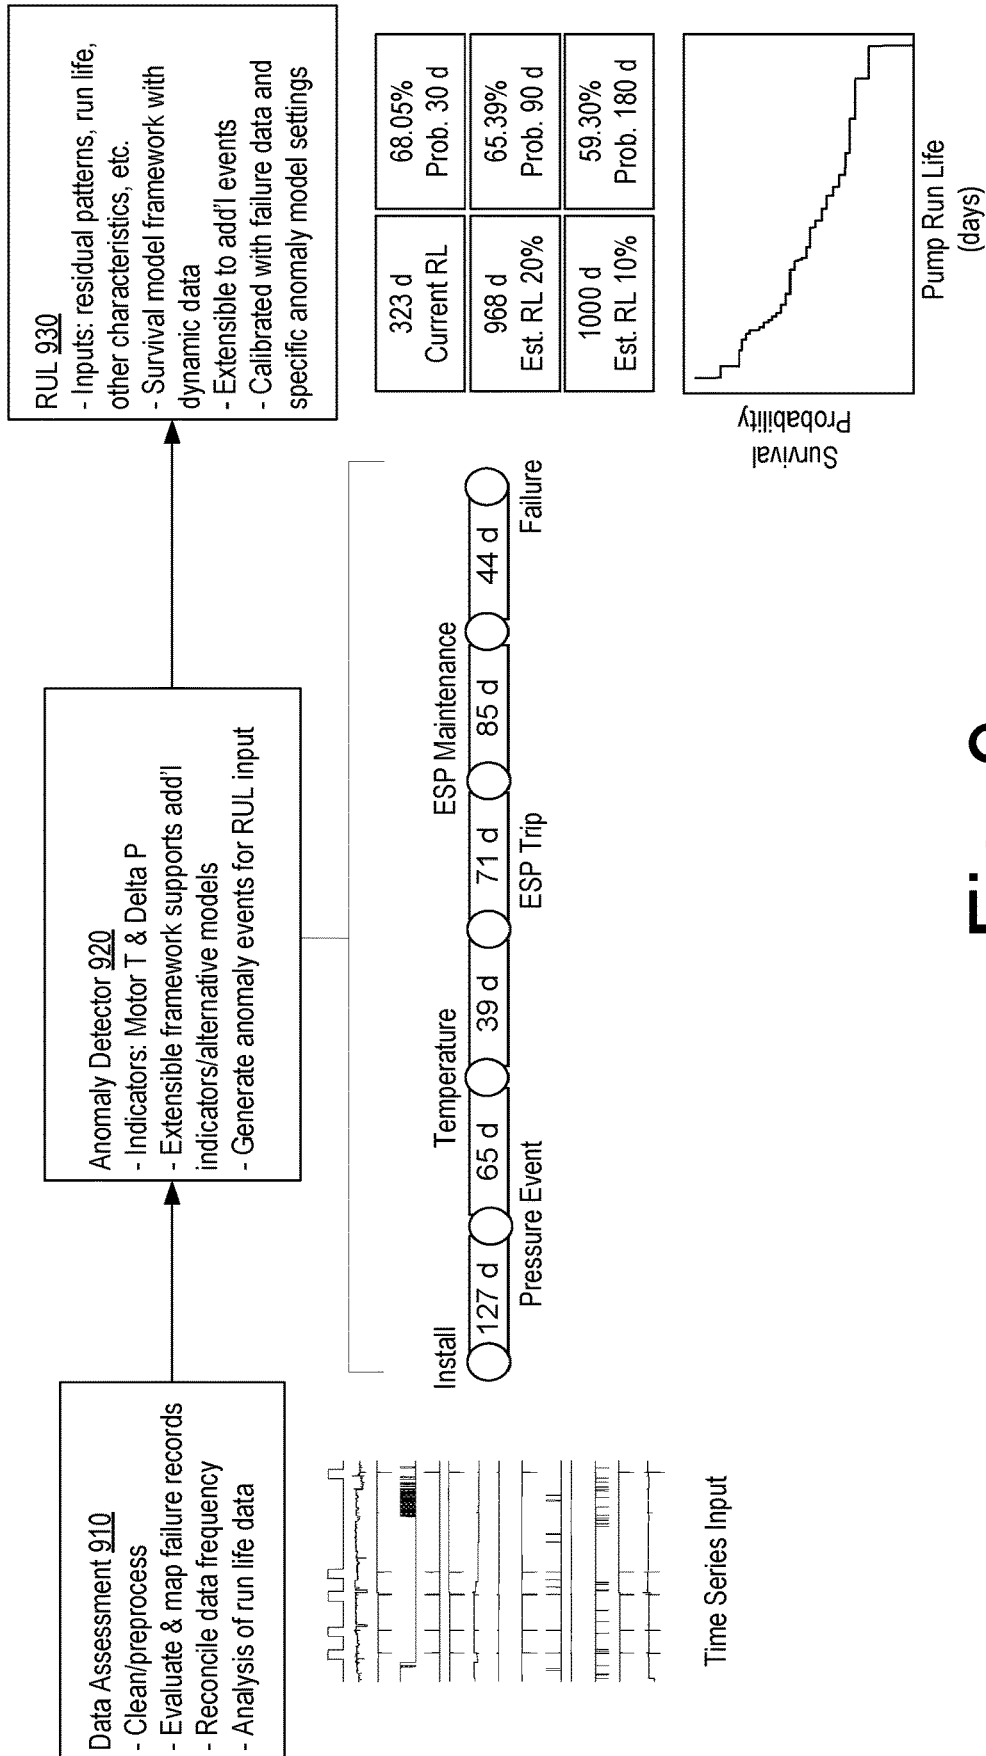 Data Assessment 910
- Clean/preprocess
- Evaluate & map failure records
- Reconcile data frequency
- Analysis of run life data
Anomaly Detector 920
- Indicators: Motor T & Delta P
- Extensible framework supports add'l
indicators/alternative models
- Generate anomaly events for RUL input
RUL 930
- Inputs: residual patterns, run life,
other characteristics, etc.
- Survival model framework with
dynamic data
- Extensible to add'l events
- Calibrated with failure data and
specific anomaly model settings
Time Series Input
Install
Temperature
ESP Maintenance
127 d
65 d
39 d
71 d
85 d
44 d
Pressure Event
ESP Trip
Failure
323 d
Current RL
68.05%
Prob. 30 d
968 d
Est. RL 20%
65.39%
Prob. 90 d
1000 d
Est. RL 10%
59.30%
Prob. 180 d
Survival
Probability
Pump Run Life
(days)